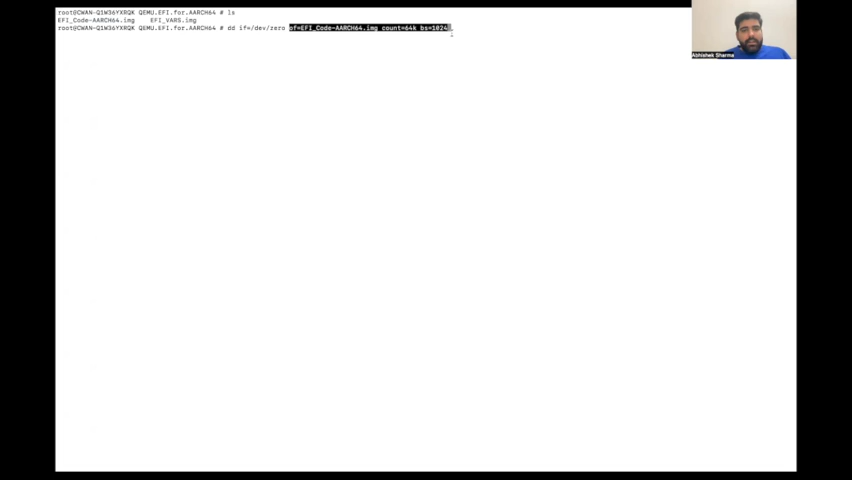 root@CWAN-Q1W36YXRQK QEMU.EFI.for.AARCH64 # ls
EFI_Code-AARCH64.img    EFI_VARS.img
root@CWAN-Q1W36YXRQK QEMU.EFI.for.AARCH64 # dd if=/dev/zero of=EFI_Code-AARCH64.img count=64k bs=1024
Abhishek Sharma